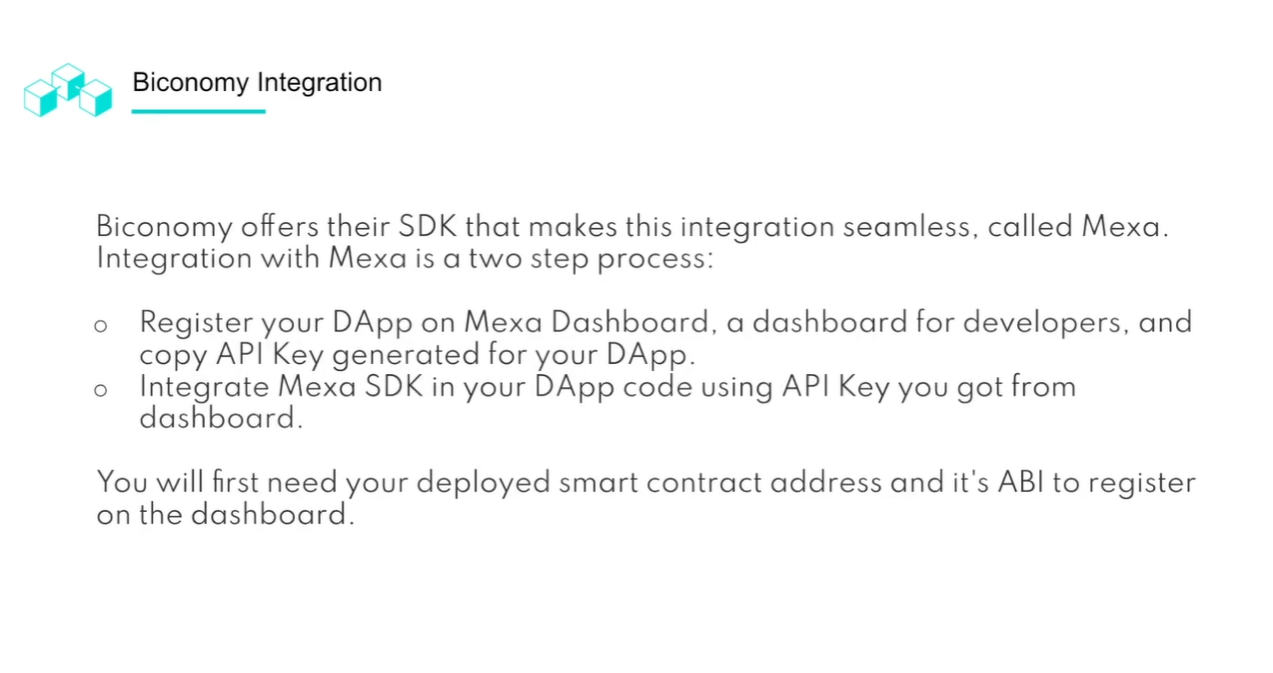 Biconomy Integration
Biconomy offers their SDK that makes this integration seamless, called Mexa.
Integration with Mexa is a two step process:
o Register your DApp on Mexa Dashboard, a dashboard for developers, and
copy API Key generated for your DApp.
o Integrate Mexa SDK in your DApp code using API Key you got from
dashboard.
You will first need your deployed smart contract address and it's ABI to register
on the dashboard.